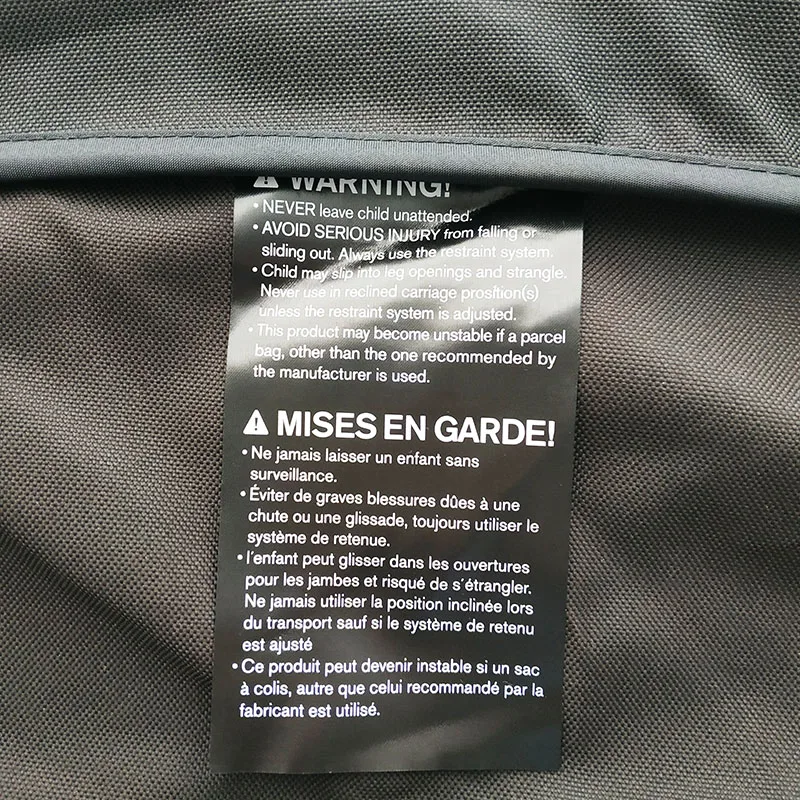 ⚠ WARNING!
• NEVER leave child unattended.
• AVOID SERIOUS INJURY from falling or
sliding out. Always use the restraint system.
• Child may slip into leg openings and strangle.
Never use in reclined carriage prosition(s)
unless the restraint system is adjusted.
• This product may become unstable if a parcel
bag, other than the one recommended by
the manufacturer is used.
⚠ MISES EN GARDE!
• Ne jamais laisser un enfant sans
surveillance.
• Éviter de graves blessures dûes à une
chute ou une glissade, toujours utiliser le
système de retenue.
• l'enfant peut glisser dans les ouvertures
pour les jambes et risqué de s'étrangler.
Ne jamais utiliser la position inclinée lors
du transport sauf si le système de retenu
est ajusté
• Ce produit peut devenir instable si un sac
à colis, autre que celui recommandé par la
fabricant est utilisé.